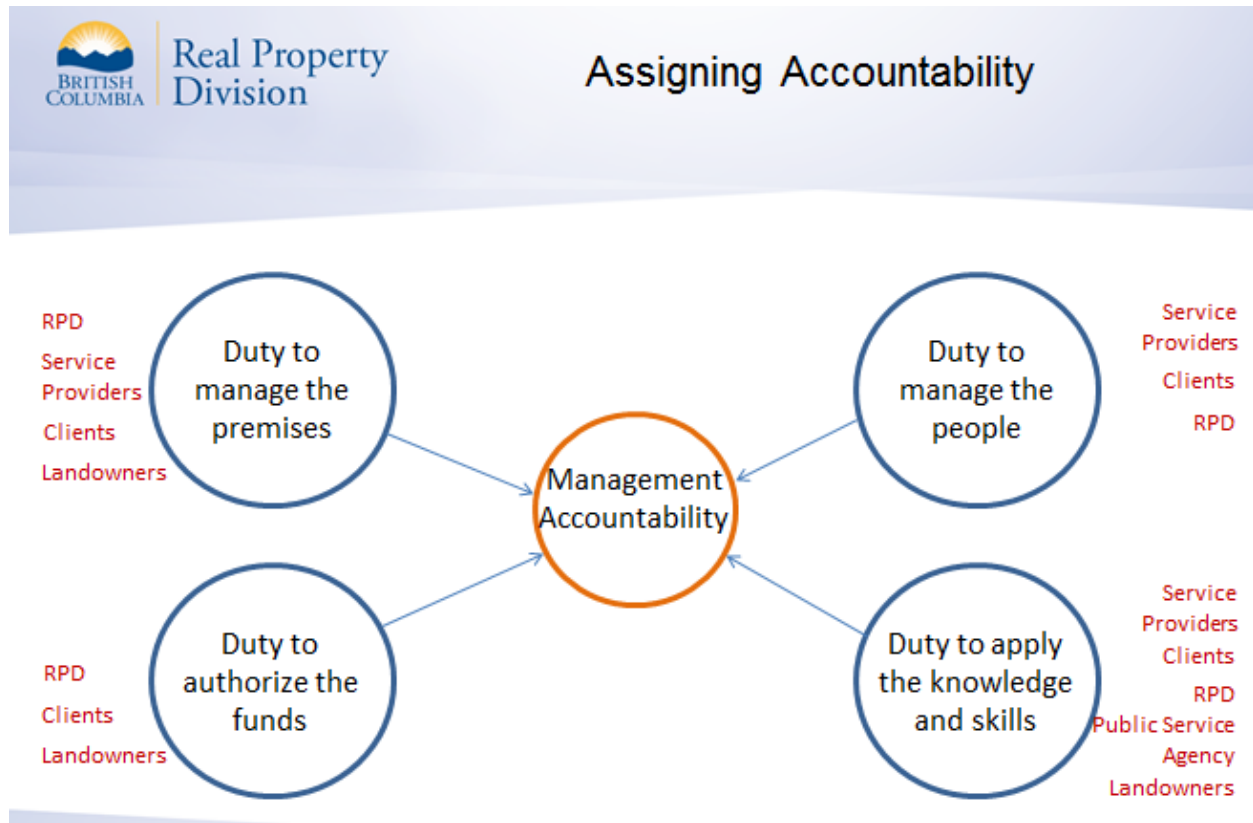 BRITISH
COLUMBIA
Real Property
Division
Assigning Accountability
RPD
Service
Providers
Clients
Landowners
Duty to
manage the
premises
Duty to
manage the
people
Service
Providers
Clients
RPD
Management
Accountability
RPD
Clients
Landowners
Duty to
authorize the
funds
Duty to apply
the knowledge
and skills
Service
Providers
Clients
RPD
Public Service
Agency
Landowners